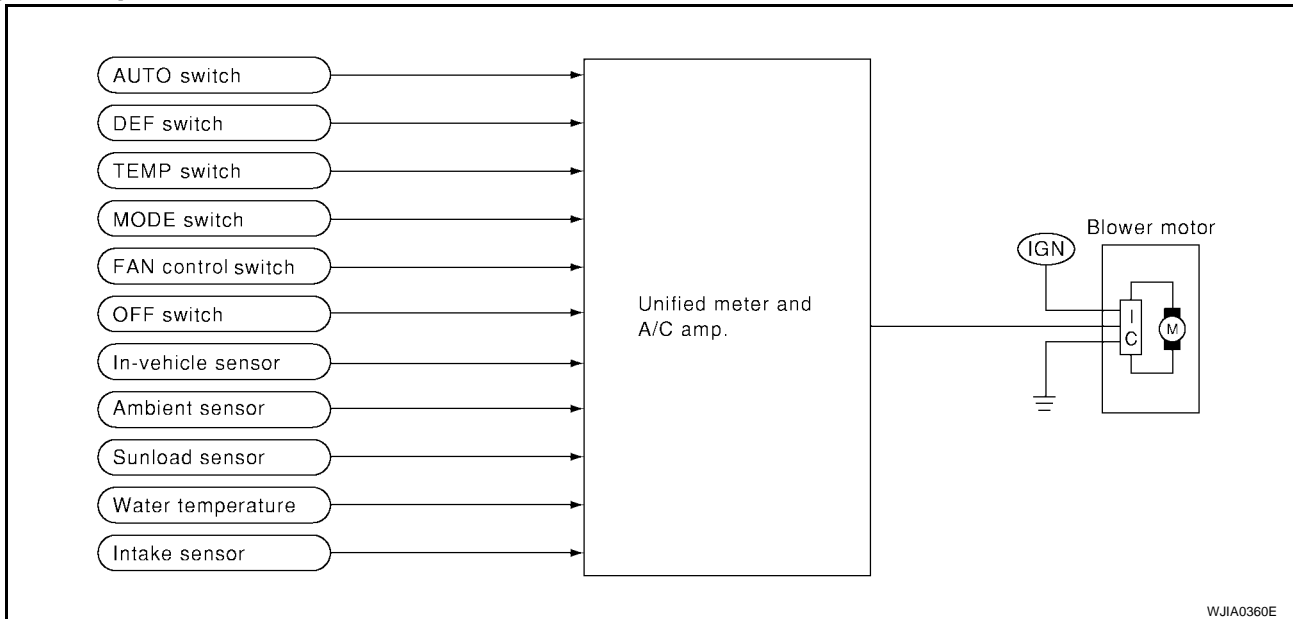 AUTO switch
DEF switch
TEMP switch
MODE switch
FAN control switch
OFF switch
In-vehicle sensor
Ambient sensor
Sunload sensor
Water temperature
Intake sensor
Unified meter and
A/C amp.
Blower motor
IGN
I
C
M
WJIA0360E